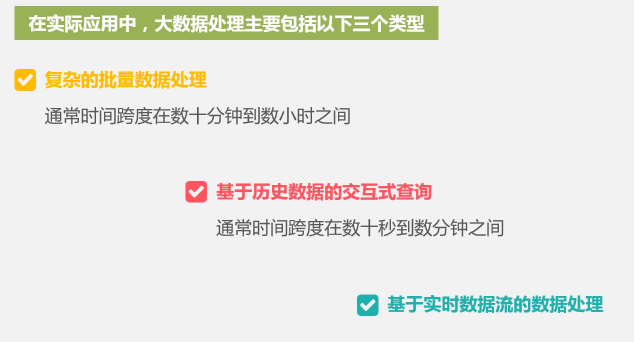 在实际应用中，大数据处理主要包括以下三个类型
复杂的批量数据处理
通常时间跨度在数十分钟到数小时之间
基于历史数据的交互式查询
通常时间跨度在数十秒到数分钟之间
基于实时数据流的数据处理